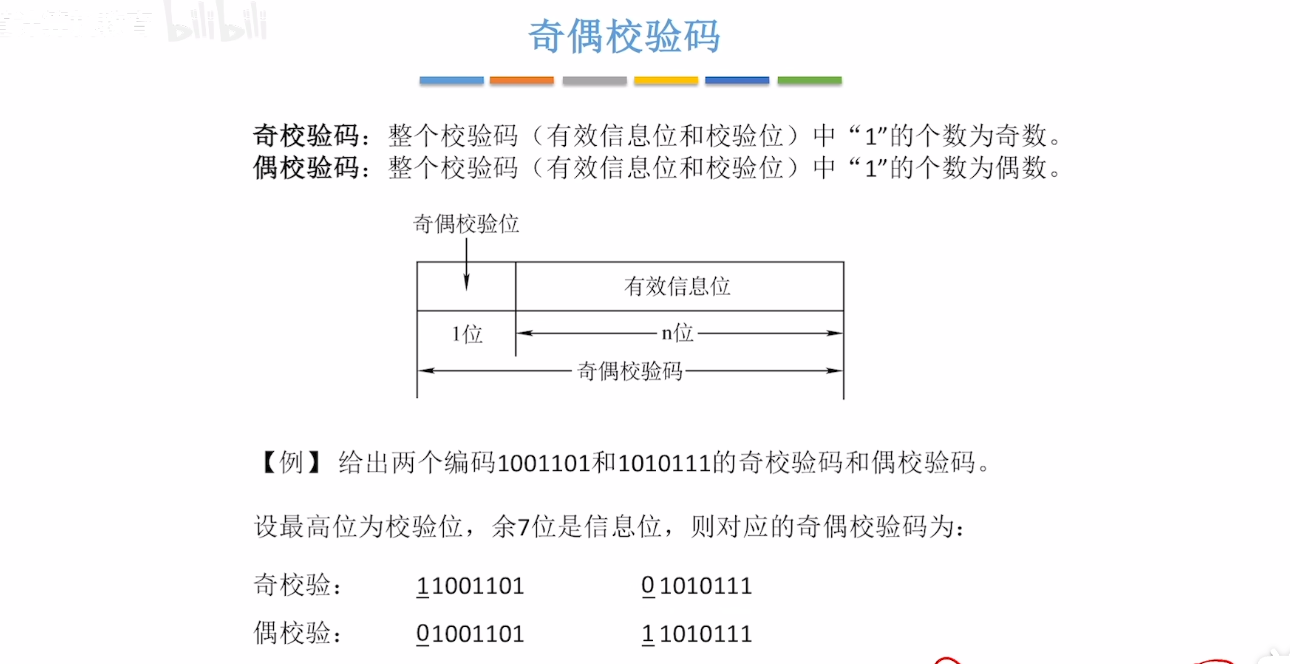 bilibili
奇偶校验码
奇校验码：整个校验码（有效信息位和校验位）中“1”的个数为奇数。
偶校验码：整个校验码（有效信息位和校验位）中“1”的个数为偶数。
奇偶校验位
有效信息位
1位
n位
奇偶校验码
【例】 给出两个编码1001101和1010111的奇校验码和偶校验码。
设最高位为校验位，余7位是信息位，则对应的奇偶校验码为：
奇校验： 11001101 0 1010111
偶校验： 01001101 1 1010111